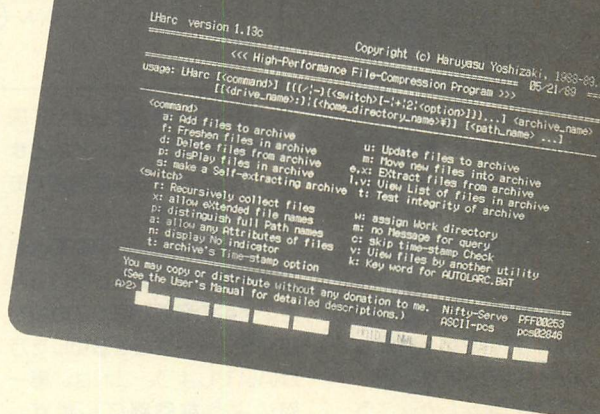 LHarc version 1.13c
Copyright (c) Haruyasu Yoshizaki, 1988-89.
<<< High-Performance File-Compression Program >>> 05/21/89
usage: LHarc [<command>] [[{/¦-}[<switch>[-¦+¦2¦<option>]]]...] <archive_name>
[[<drive_name>:]¦[<home_directory_name>¥]] [<path_name> ...]
<command>
a: Add files to archive u: Update files to archive
f: Freshen files in archive m: Move new files into archive
d: Delete files from archive e,x: EXtract files from archive
p: disPlay files in archive l,v: View List of files in archive
s: make a Self-extracting archive t: Test integrity of archive
<switch>
r: Recursively collect files w: assign Work directory
x: allow eXtended file names m: no Message for query
p: distinguish full Path names c: skip time-stamp Check
a: allow any Attributes of files v: View files by another utility
n: display No indicator k: Key word for AUTOLARC.BAT
t: archive's Time-stamp option
You may copy or distribute without any donation to me. Nifty-Serve PFF00253
(See the User's Manual for detailed descriptions.) ASCII-pcs pcs02846
A>2>
NWL